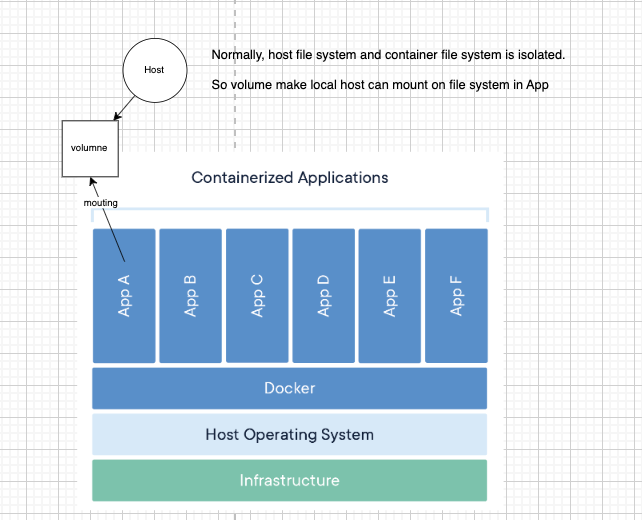 Normally, host file system and container file system is isolated.
Host
So volume make local host can mount on file system in App
volumne
Containerized Applications
mouting
App A
App B
App C
App D
App E
App F
Docker
Host Operating System
Infrastructure